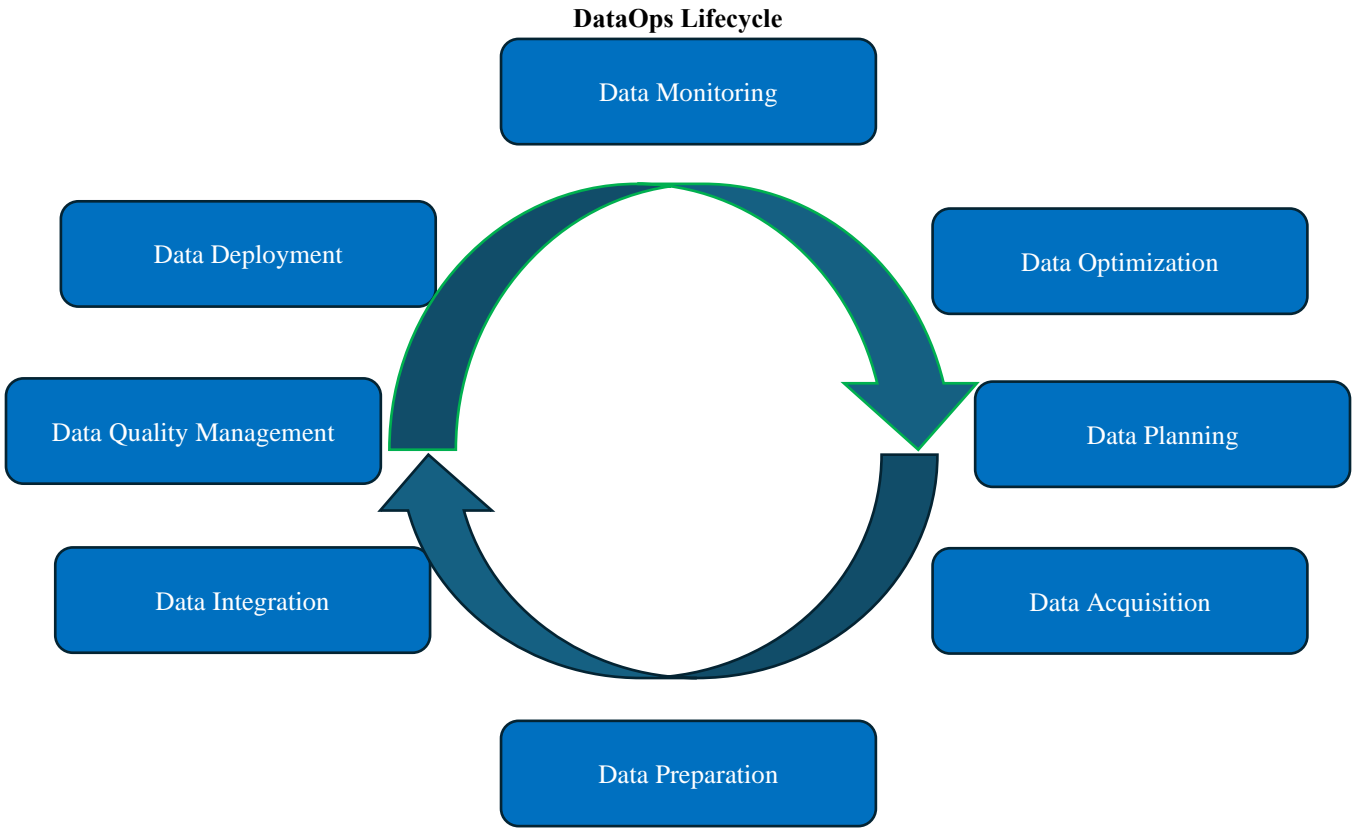 DataOps Lifecycle
Data Monitoring
Data Deployment
Data Optimization
Data Quality Management
Data Planning
Data Integration
Data Acquisition
Data Preparation